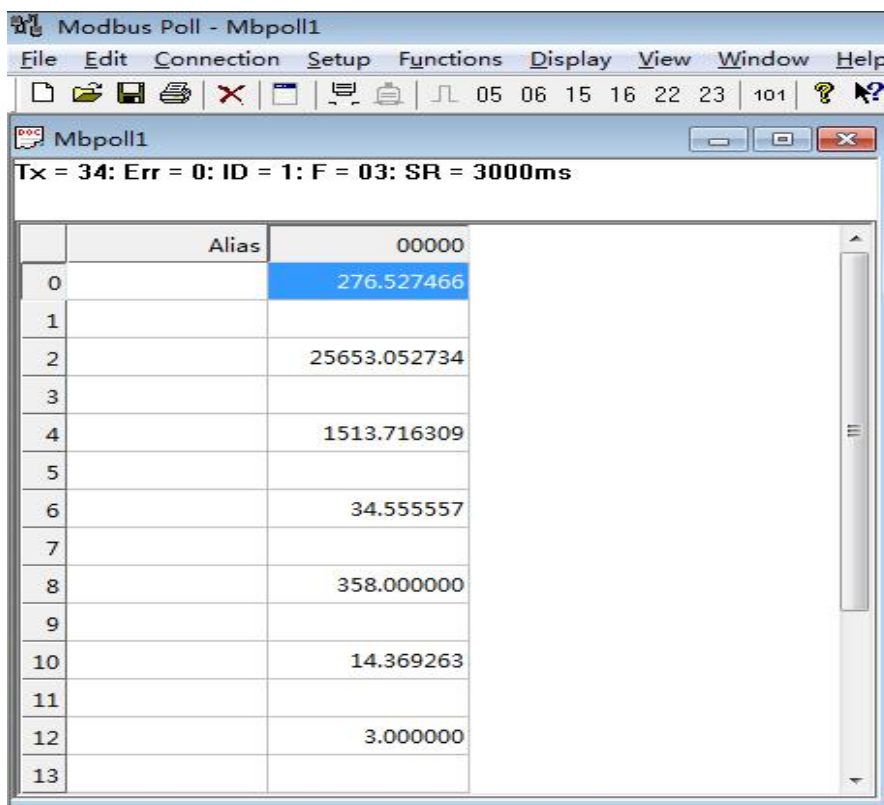 Modbus Poll - Mbpoll1
File Edit Connection Setup Functions Display View Window Help
05 06 15 16 22 23 101
Mbpoll1
Tx = 34: Err = 0: ID = 1: F = 03: SR = 3000ms
Alias 00000
0 276.527466
1
2 25653.052734
3
4 1513.716309
5
6 34.555557
7
8 358.000000
9
10 14.369263
11
12 3.000000
13